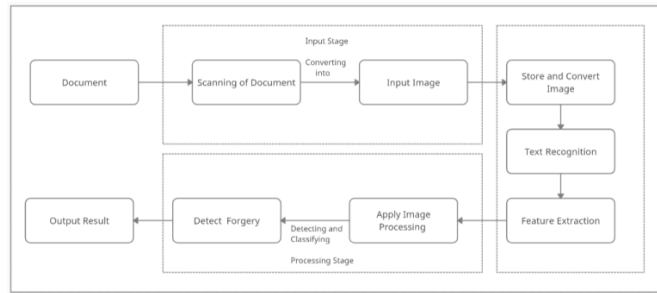 Input Stage
Document
Scanning of Document
Converting
into
Input Image
Store and Convert
Image
Text Recognition
Feature Extraction
Apply Image
Processing
Detecting and
Classifying
Detect Forgery
Output Result
Processing Stage